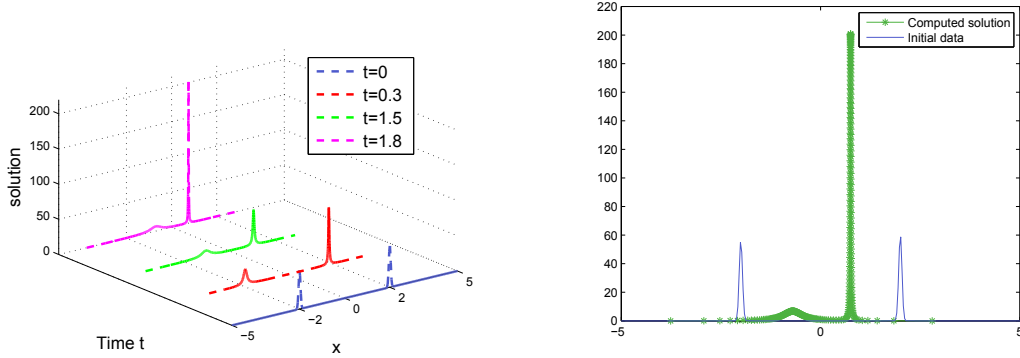 t=0
t=0.3
t=1.5
t=1.8
200
150
100
50
0
solution
Time t
x
−5
−2
0
2
5
220
200
180
160
140
120
100
80
60
40
20
0
−5
0
5
Computed solution
Initial data